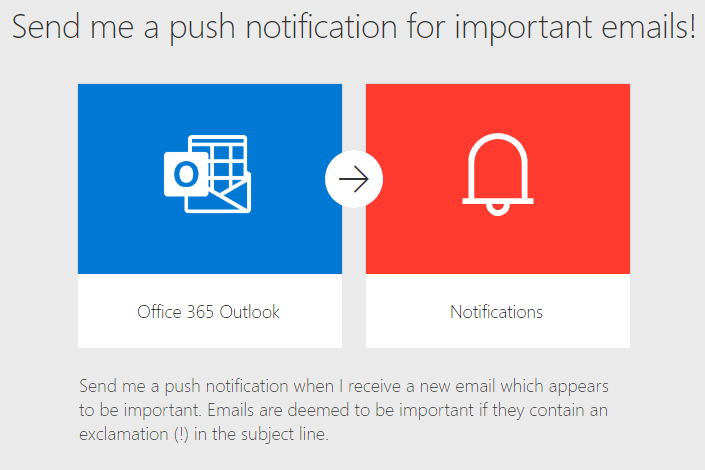 Send me a push notification for important emails!
O
Office 365 Outlook
Notifications
Send me a push notification when I receive a new email which appears
to be important. Emails are deemed to be important if they contain an
exclamation (!) in the subject line.